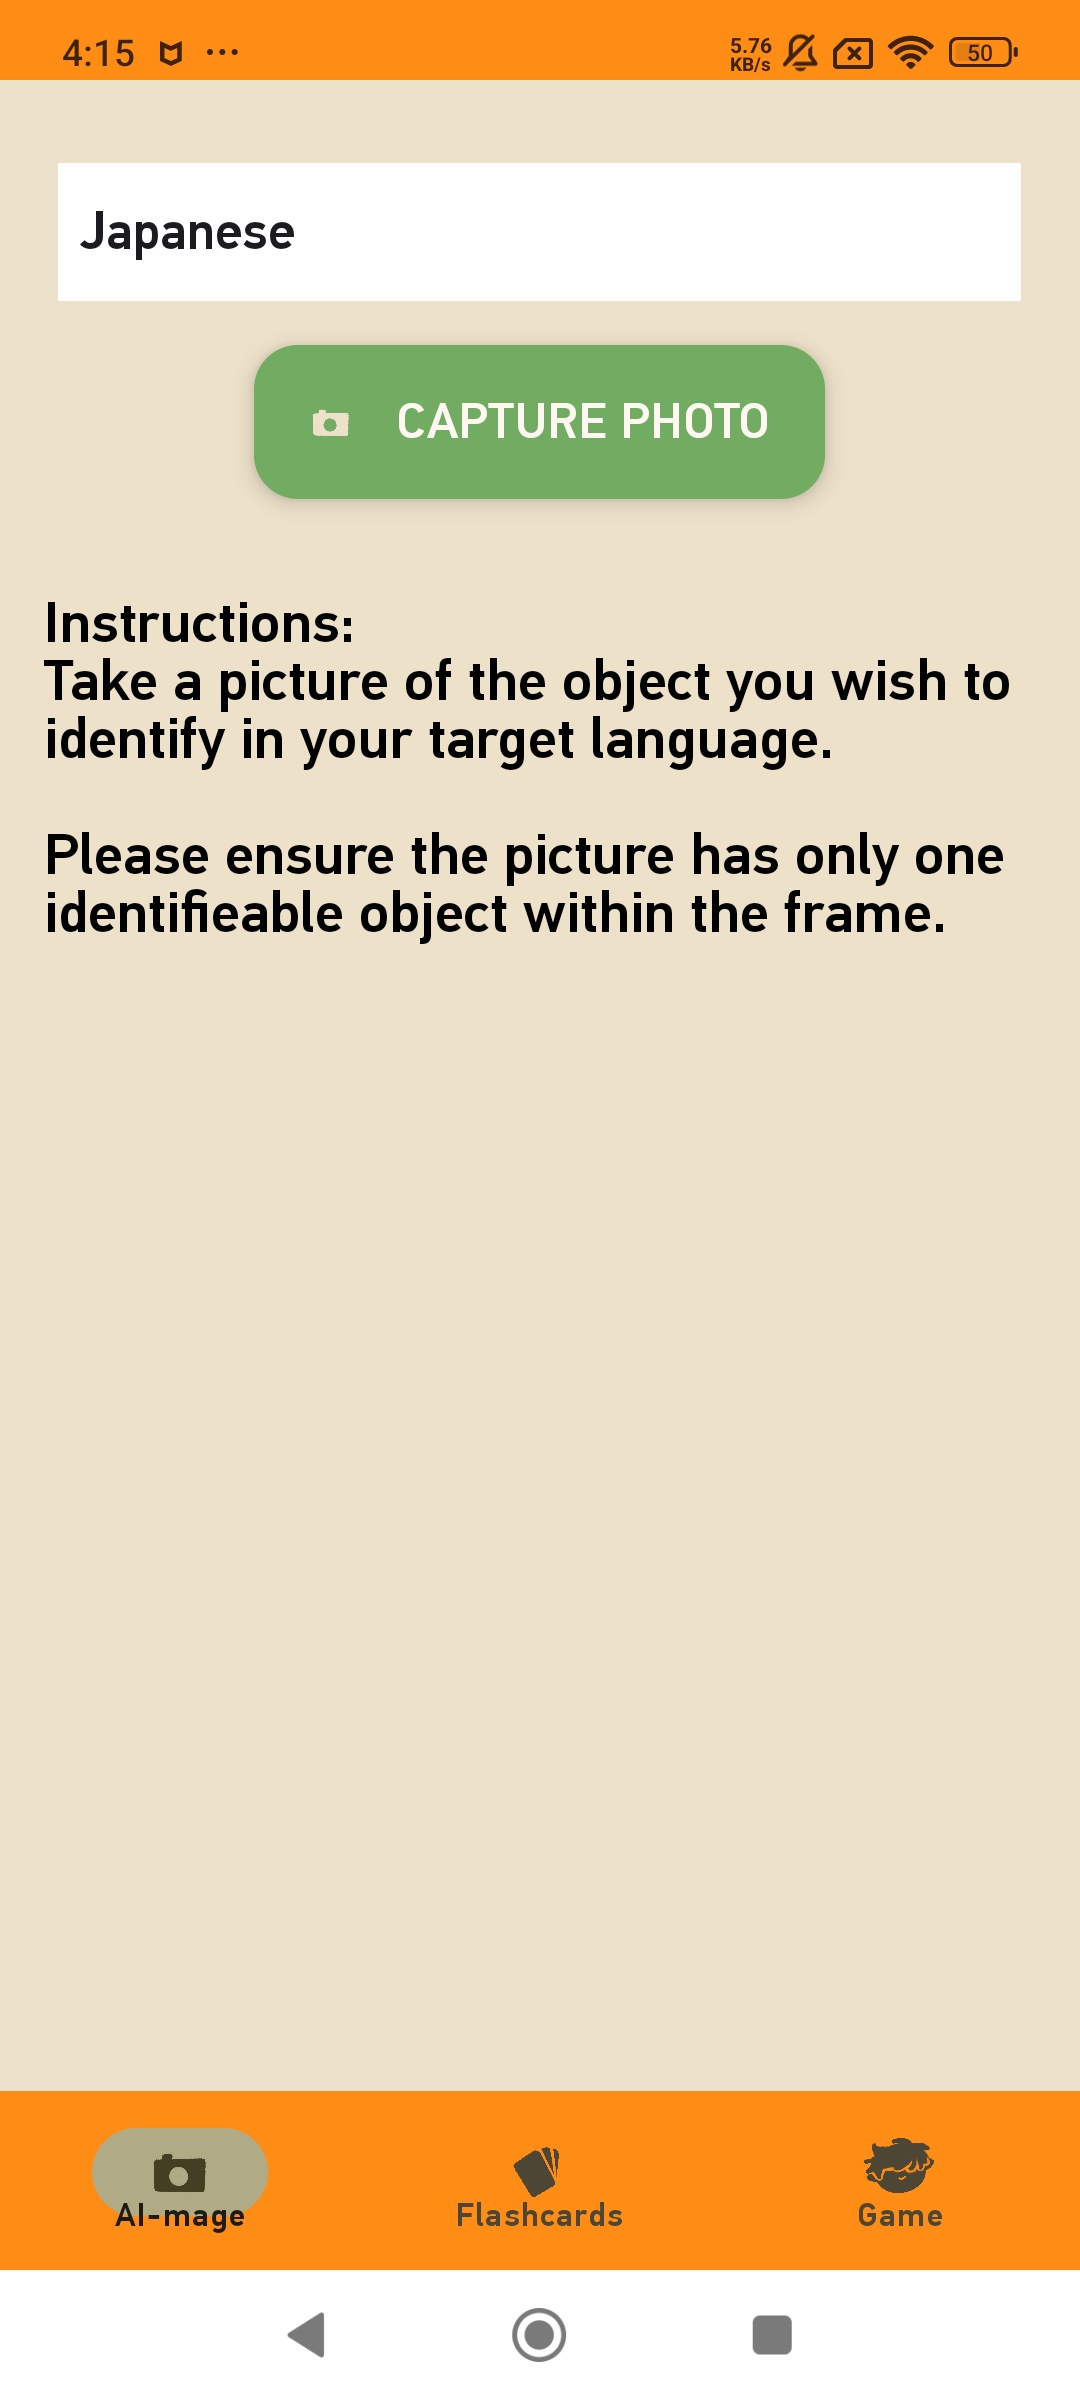 4:15 ... 5.76 KB/s 50
Japanese
CAPTURE PHOTO
Instructions:
Take a picture of the object you wish to
identify in your target language.
Please ensure the picture has only one
identifieable object within the frame.
AI-mage Flashcards Game